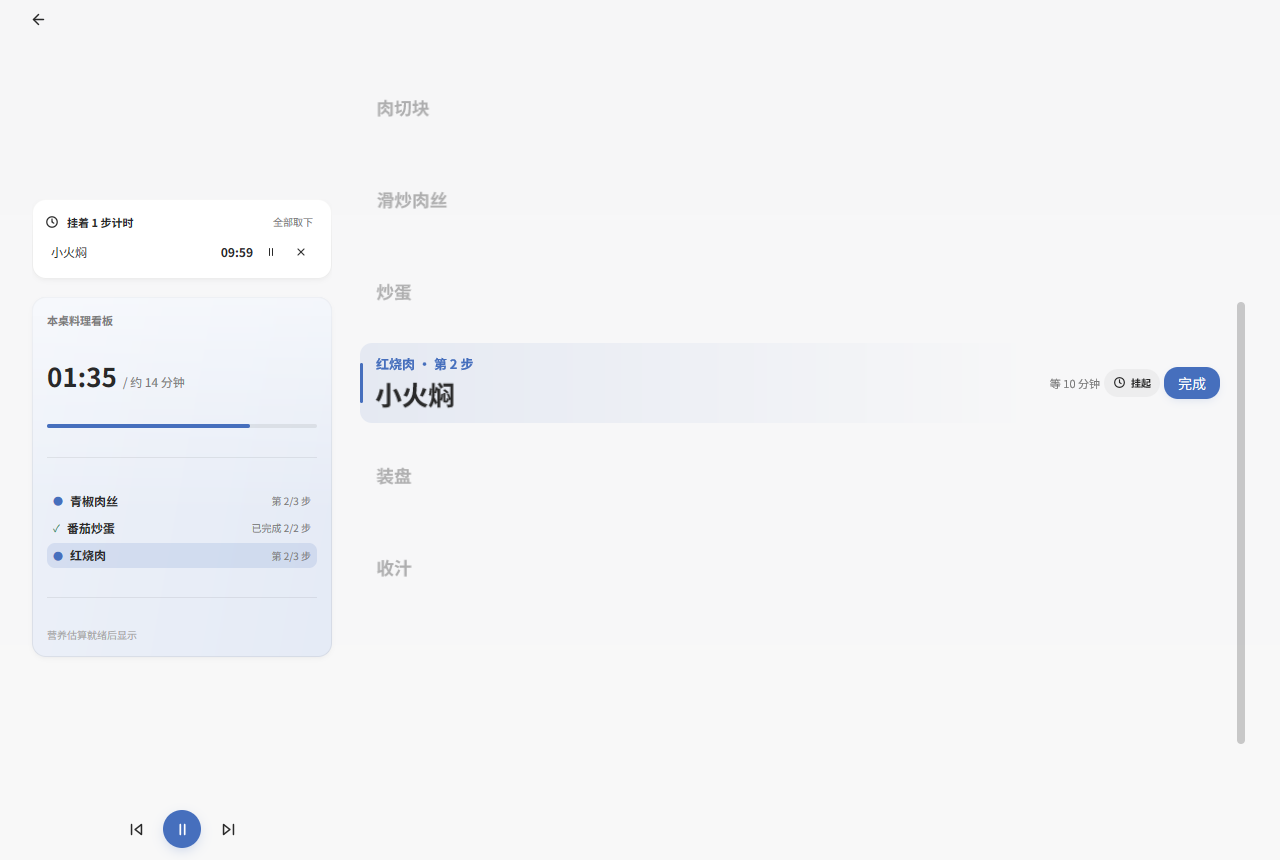 挂着 1 步计时
全部取下
小火焖
09:59
本桌料理看板
01:35 / 约 14 分钟
青椒肉丝
第 2/3 步
✓ 番茄炒蛋
已完成 2/2 步
红烧肉
第 2/3 步
营养估算就绪后显示
肉切块
滑炒肉丝
炒蛋
红烧肉 · 第 2 步
小火焖
等 10 分钟
挂起
完成
装盘
收汁